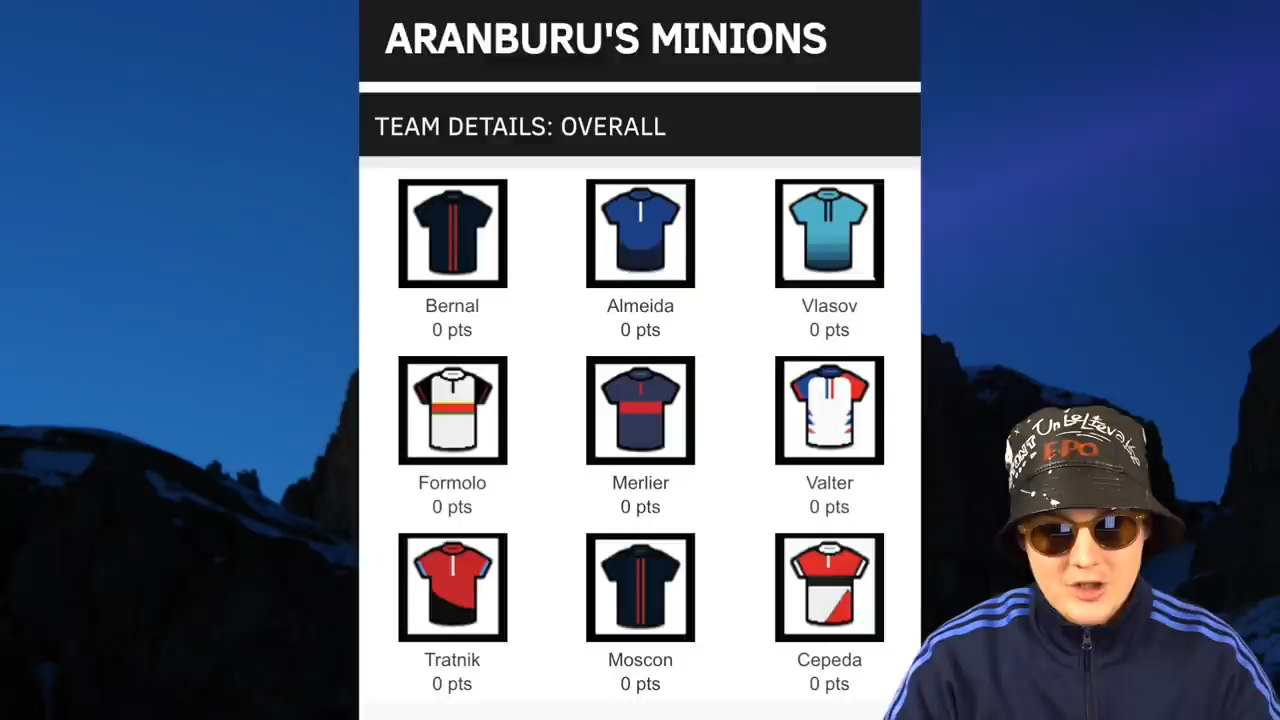 ARANBURU'S MINIONS
TEAM DETAILS: OVERALL
Bernal
0 pts
Almeida
0 pts
Vlasov
0 pts
Formolo
0 pts
Merlier
0 pts
Valter
0 pts
Tratnik
0 pts
Moscon
0 pts
Cepeda
0 pts
EPO